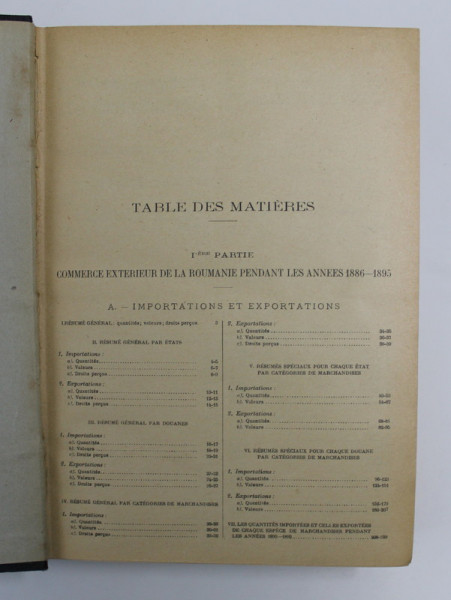 TABLE DES MATIÈRES
Ière PARTIE
COMMERCE EXTERIEUR DE LA ROUMANIE PENDANT LES ANNEES 1886—1895
A. — IMPORTATIONS ET EXPORTATIONS
I. RÉSUMÉ GÉNÉRAL: quantités, valeurs, droits perçus
II. RÉSUMÉ GÉNÉRAL PAR ÉTATS
1. Importations:
a). Quantités
b). Valeurs
c). Droits perçus
2. Exportations:
a). Quantités
b). Valeurs
c). Droits perçus
III. RÉSUMÉ GÉNÉRAL PAR DOUANES
1. Importations:
a). Quantités
b). Valeurs
c). Droits perçus
2. Exportations:
a). Quantités
b). Valeurs
c). Droits perçus
IV. RÉSUMÉ GÉNÉRAL PAR CATÉGORIES DE MARCHANDISES
1. Importations:
a). Quantités
b). Valeurs
c). Droits perçus
2. Exportations:
a). Quantités
b). Valeurs
c). Droits perçus
V. RÉSUMÉS SPÉCIAUX POUR CHAQUE ÉTAT
PAR CATÉGORIES DE MARCHANDISES
1. Importations:
a). Quantités
b). Valeurs
2. Exportations:
a). Quantités
b). Valeurs
VI. RÉSUMÉS SPÉCIAUX POUR CHAQUE DOUANE
PAR CATÉGORIES DE MARCHANDISES
1. Importations:
a). Quantités
b). Valeurs
2. Exportations:
a). Quantités
b). Valeurs
VII. LES QUANTITÉS IMPORTÉES ET CELLES EXPORTÉES
DE CHAQUE ESPÈCE DE MARCHANDISES PENDANT
LES ANNÉES